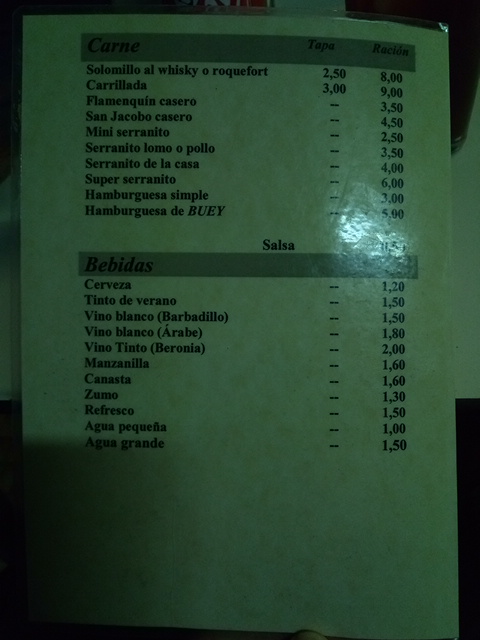 Carne Tapa Ración
Solomillo al whisky o roquefort 2,50 8,00
Carrillada 3,00 9,00
Flamenquín casero -- 3,50
San Jacobo casero -- 4,50
Mini serranito -- 2,50
Serranito lomo o pollo -- 3,50
Serranito de la casa -- 4,00
Super serranito -- 6,00
Hamburguesa simple -- 3,00
Hamburguesa de BUEY -- 5,00
Salsa
Bebidas
Cerveza -- 1,20
Tinto de verano -- 1,50
Vino blanco (Barbadillo) -- 1,50
Vino blanco (Árabe) -- 1,80
Vino Tinto (Beronia) -- 2,00
Manzanilla -- 1,60
Canasta -- 1,60
Zumo -- 1,30
Refresco -- 1,50
Agua pequeña -- 1,00
Agua grande -- 1,50